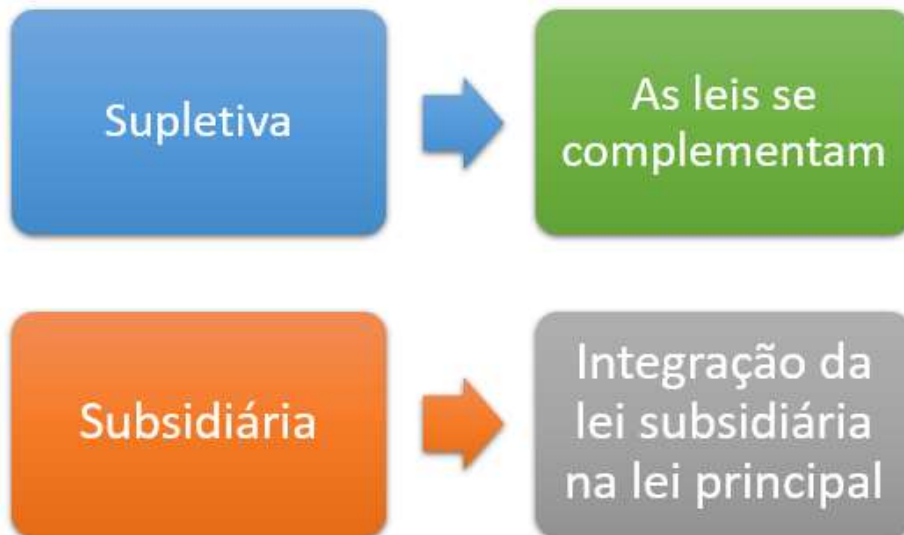 Supletiva
As leis se
complementam
Subsidiária
Integração da
lei subsidiária
na lei principal